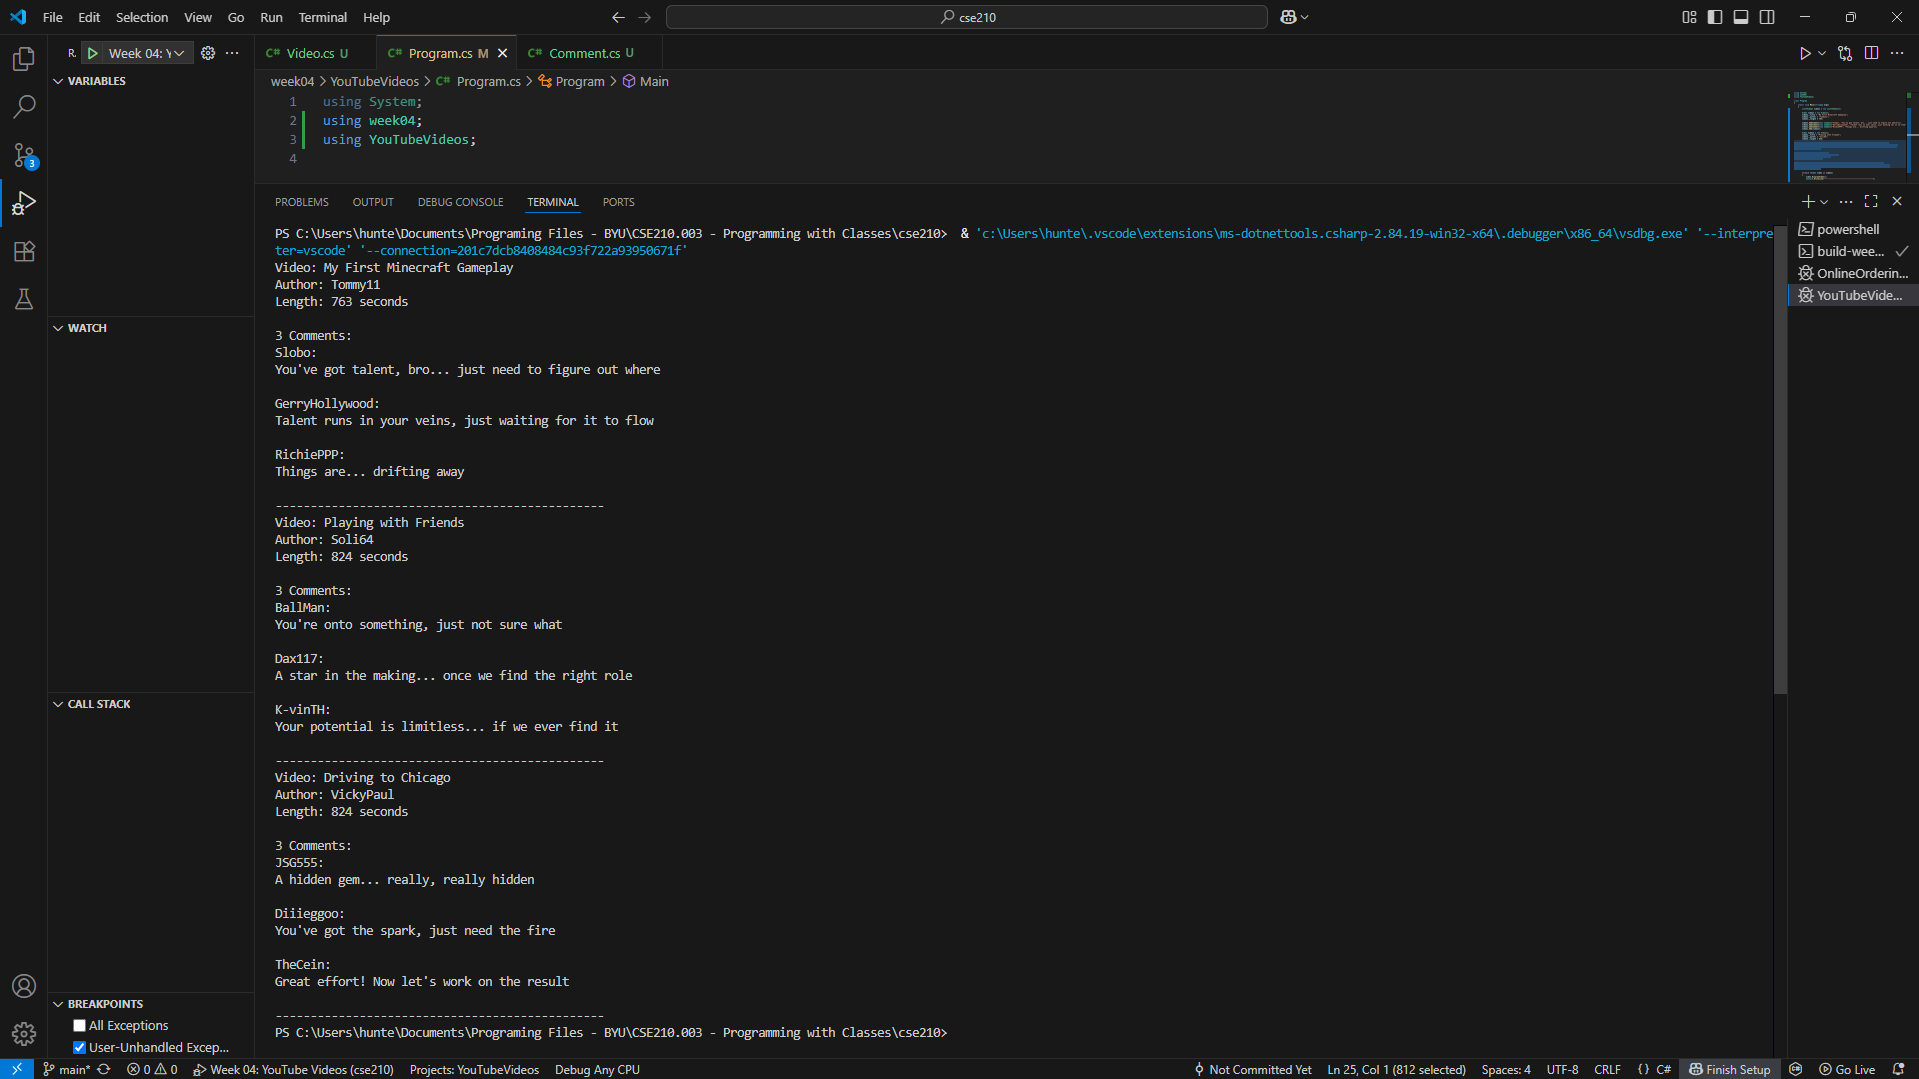 File Edit Selection View Go Run Terminal Help
cse210
R. Week 04: Y
Video.cs U
Program.cs M
Comment.cs U
VARIABLES
week04 > YouTubeVideos > Program.cs > Program > Main
1 using System;
2 using week04;
3 using YouTubeVideos;
4
3
PROBLEMS OUTPUT DEBUG CONSOLE TERMINAL PORTS
PS C:\Users\hunte\Documents\Programing Files - BYU\CSE210.003 - Programming with Classes\cse210> & 'c:\Users\hunte\.vscode\extensions\ms-dotnettools.csharp-2.84.19-win32-x64\.debugger\x86_64\vsdbg.exe' '--interpre
ter=vscode' '--connection=201c7dcb8408484c93f722a93950671f'
Video: My First Minecraft Gameplay
Author: Tommy11
Length: 763 seconds
3 Comments:
Slobo:
You've got talent, bro... just need to figure out where
GerryHollywood:
Talent runs in your veins, just waiting for it to flow
RichiePPP:
Things are... drifting away
-----------------------------------------------
Video: Playing with Friends
Author: Soli64
Length: 824 seconds
3 Comments:
BallMan:
You're onto something, just not sure what
Dax117:
A star in the making... once we find the right role
K-vinTH:
Your potential is limitless... if we ever find it
-----------------------------------------------
Video: Driving to Chicago
Author: VickyPaul
Length: 824 seconds
3 Comments:
JSG555:
A hidden gem... really, really hidden
Diiieggoo:
You've got the spark, just need the fire
TheCein:
Great effort! Now let's work on the result
-----------------------------------------------
PS C:\Users\hunte\Documents\Programing Files - BYU\CSE210.003 - Programming with Classes\cse210>
powershell
build-wee...
OnlineOrderin...
YouTubeVide...
WATCH
CALL STACK
BREAKPOINTS
All Exceptions
User-Unhandled Excep...
main* 0 0 Week 04: YouTube Videos (cse210) Projects: YouTubeVideos Debug Any CPU Not Committed Yet Ln 25, Col 1 (812 selected) Spaces: 4 UTF-8 CRLF {} C# Finish Setup Go Live